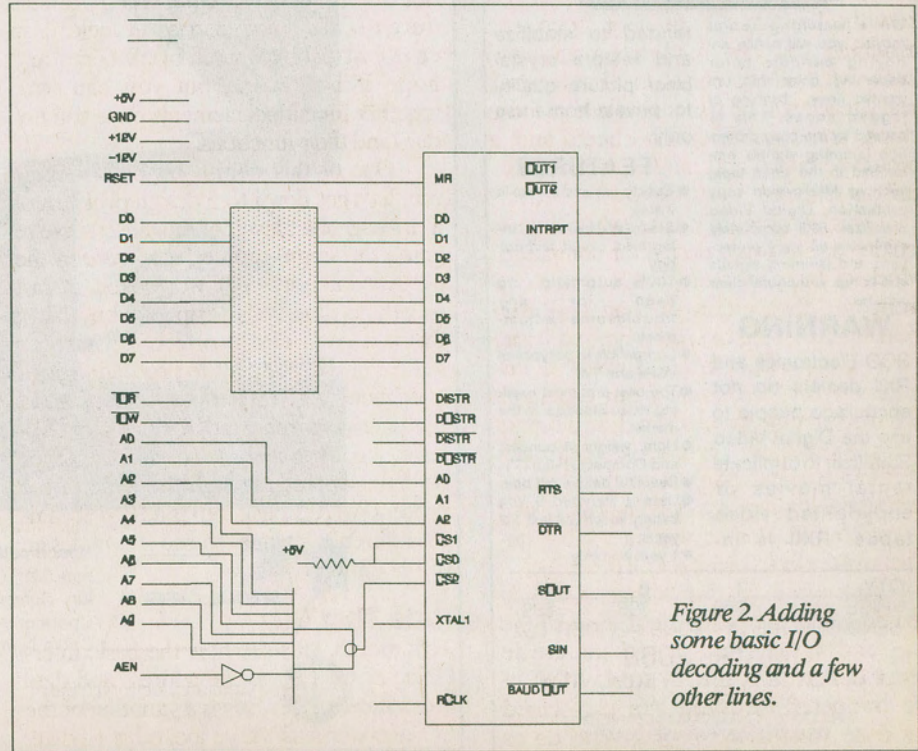 +5V
GND
+12V
−12V
RSET
D0
D1
D2
D3
D4
D5
D6
D7
IOR
IOW
A0
A1
A2
A3
A4
A5
A6
A7
A8
A9
AEN
+5V
MR
D0
D1
D2
D3
D4
D5
D6
D7
DISTR
DOSTR
DISTR
DOSTR
A0
A1
A2
CS1
CS0
CS2
XTAL1
RCLK
OUT1
OUT2
INTRPT
RTS
DTR
SOUT
SIN
BAUD OUT
Figure 2. Adding
some basic I/O
decoding and a few
other lines.